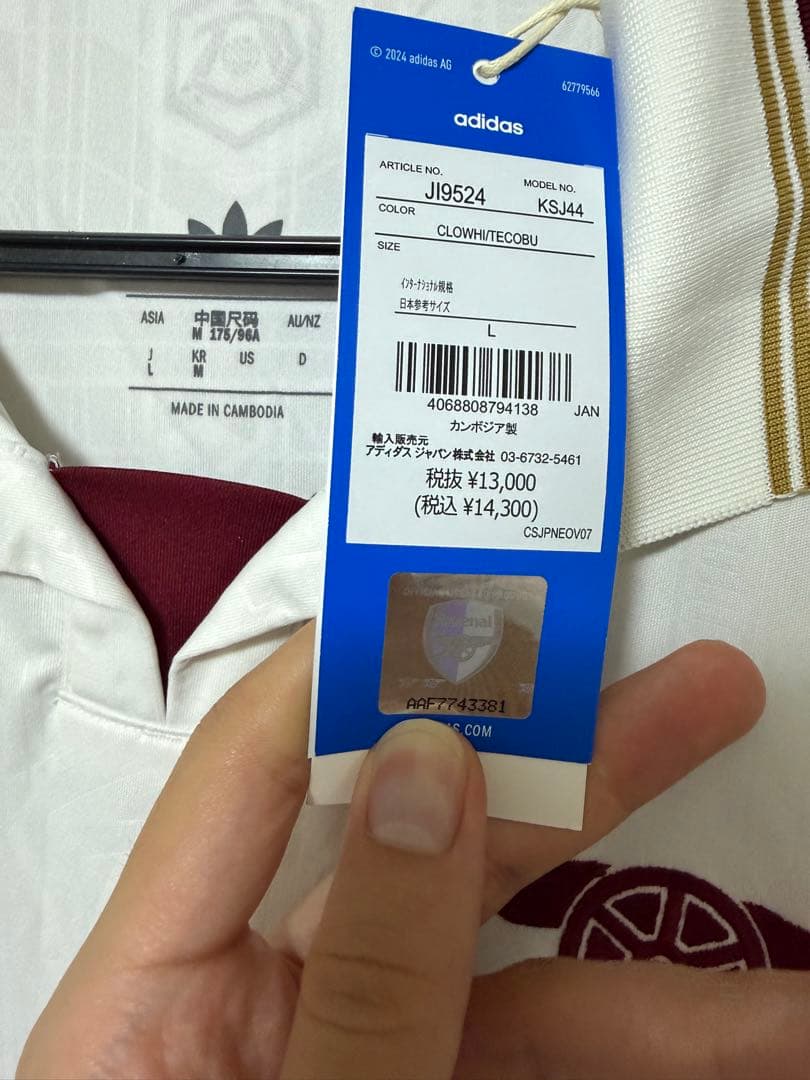 © 2024 adidas AG
62779566
adidas
ARTICLE NO.
JI9524
MODEL NO.
KSJ44
COLOR
CLOWHI/TECOBU
SIZE
インターナショナル規格
日本参考サイズ
L
4068808794138 JAN
カンボジア製
輸入販売元
アディダス ジャパン株式会社 03-6732-5461
税抜 ¥13,000
(税込 ¥14,300)
CSJPNEOV07
Arsenal
AAF7743381
S.COM
ASIA 中国尺码 AU/NZ
M 175/96A
J KR US D
L M
MADE IN CAMBODIA